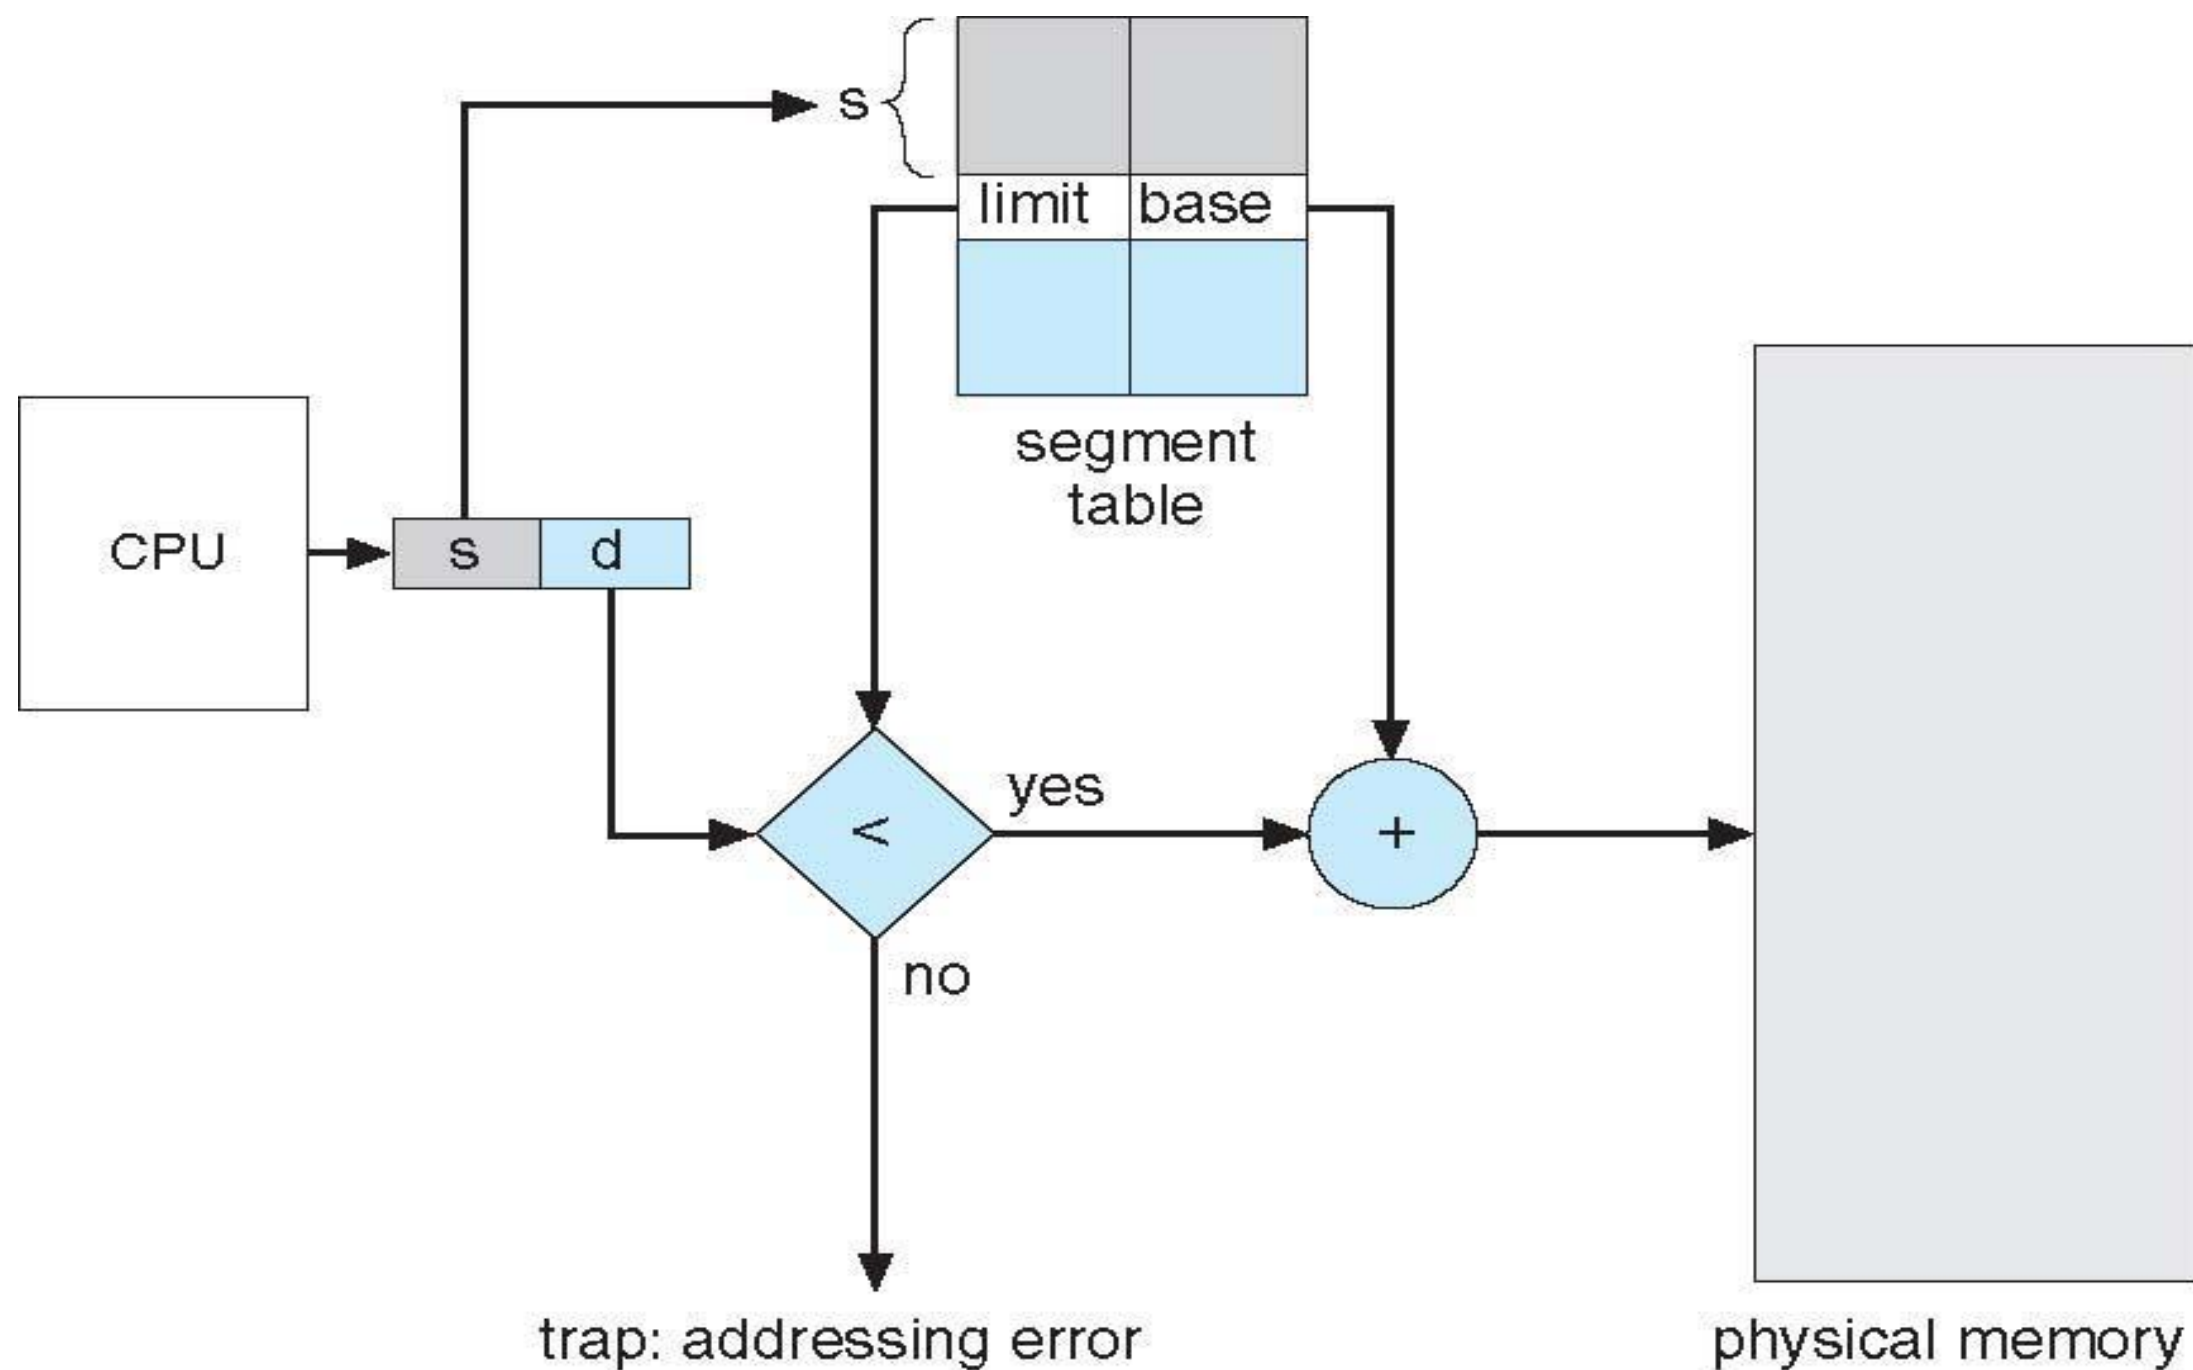 s
limit
base
segment
table
CPU
s
d
yes
<
+
no
trap: addressing error
physical memory